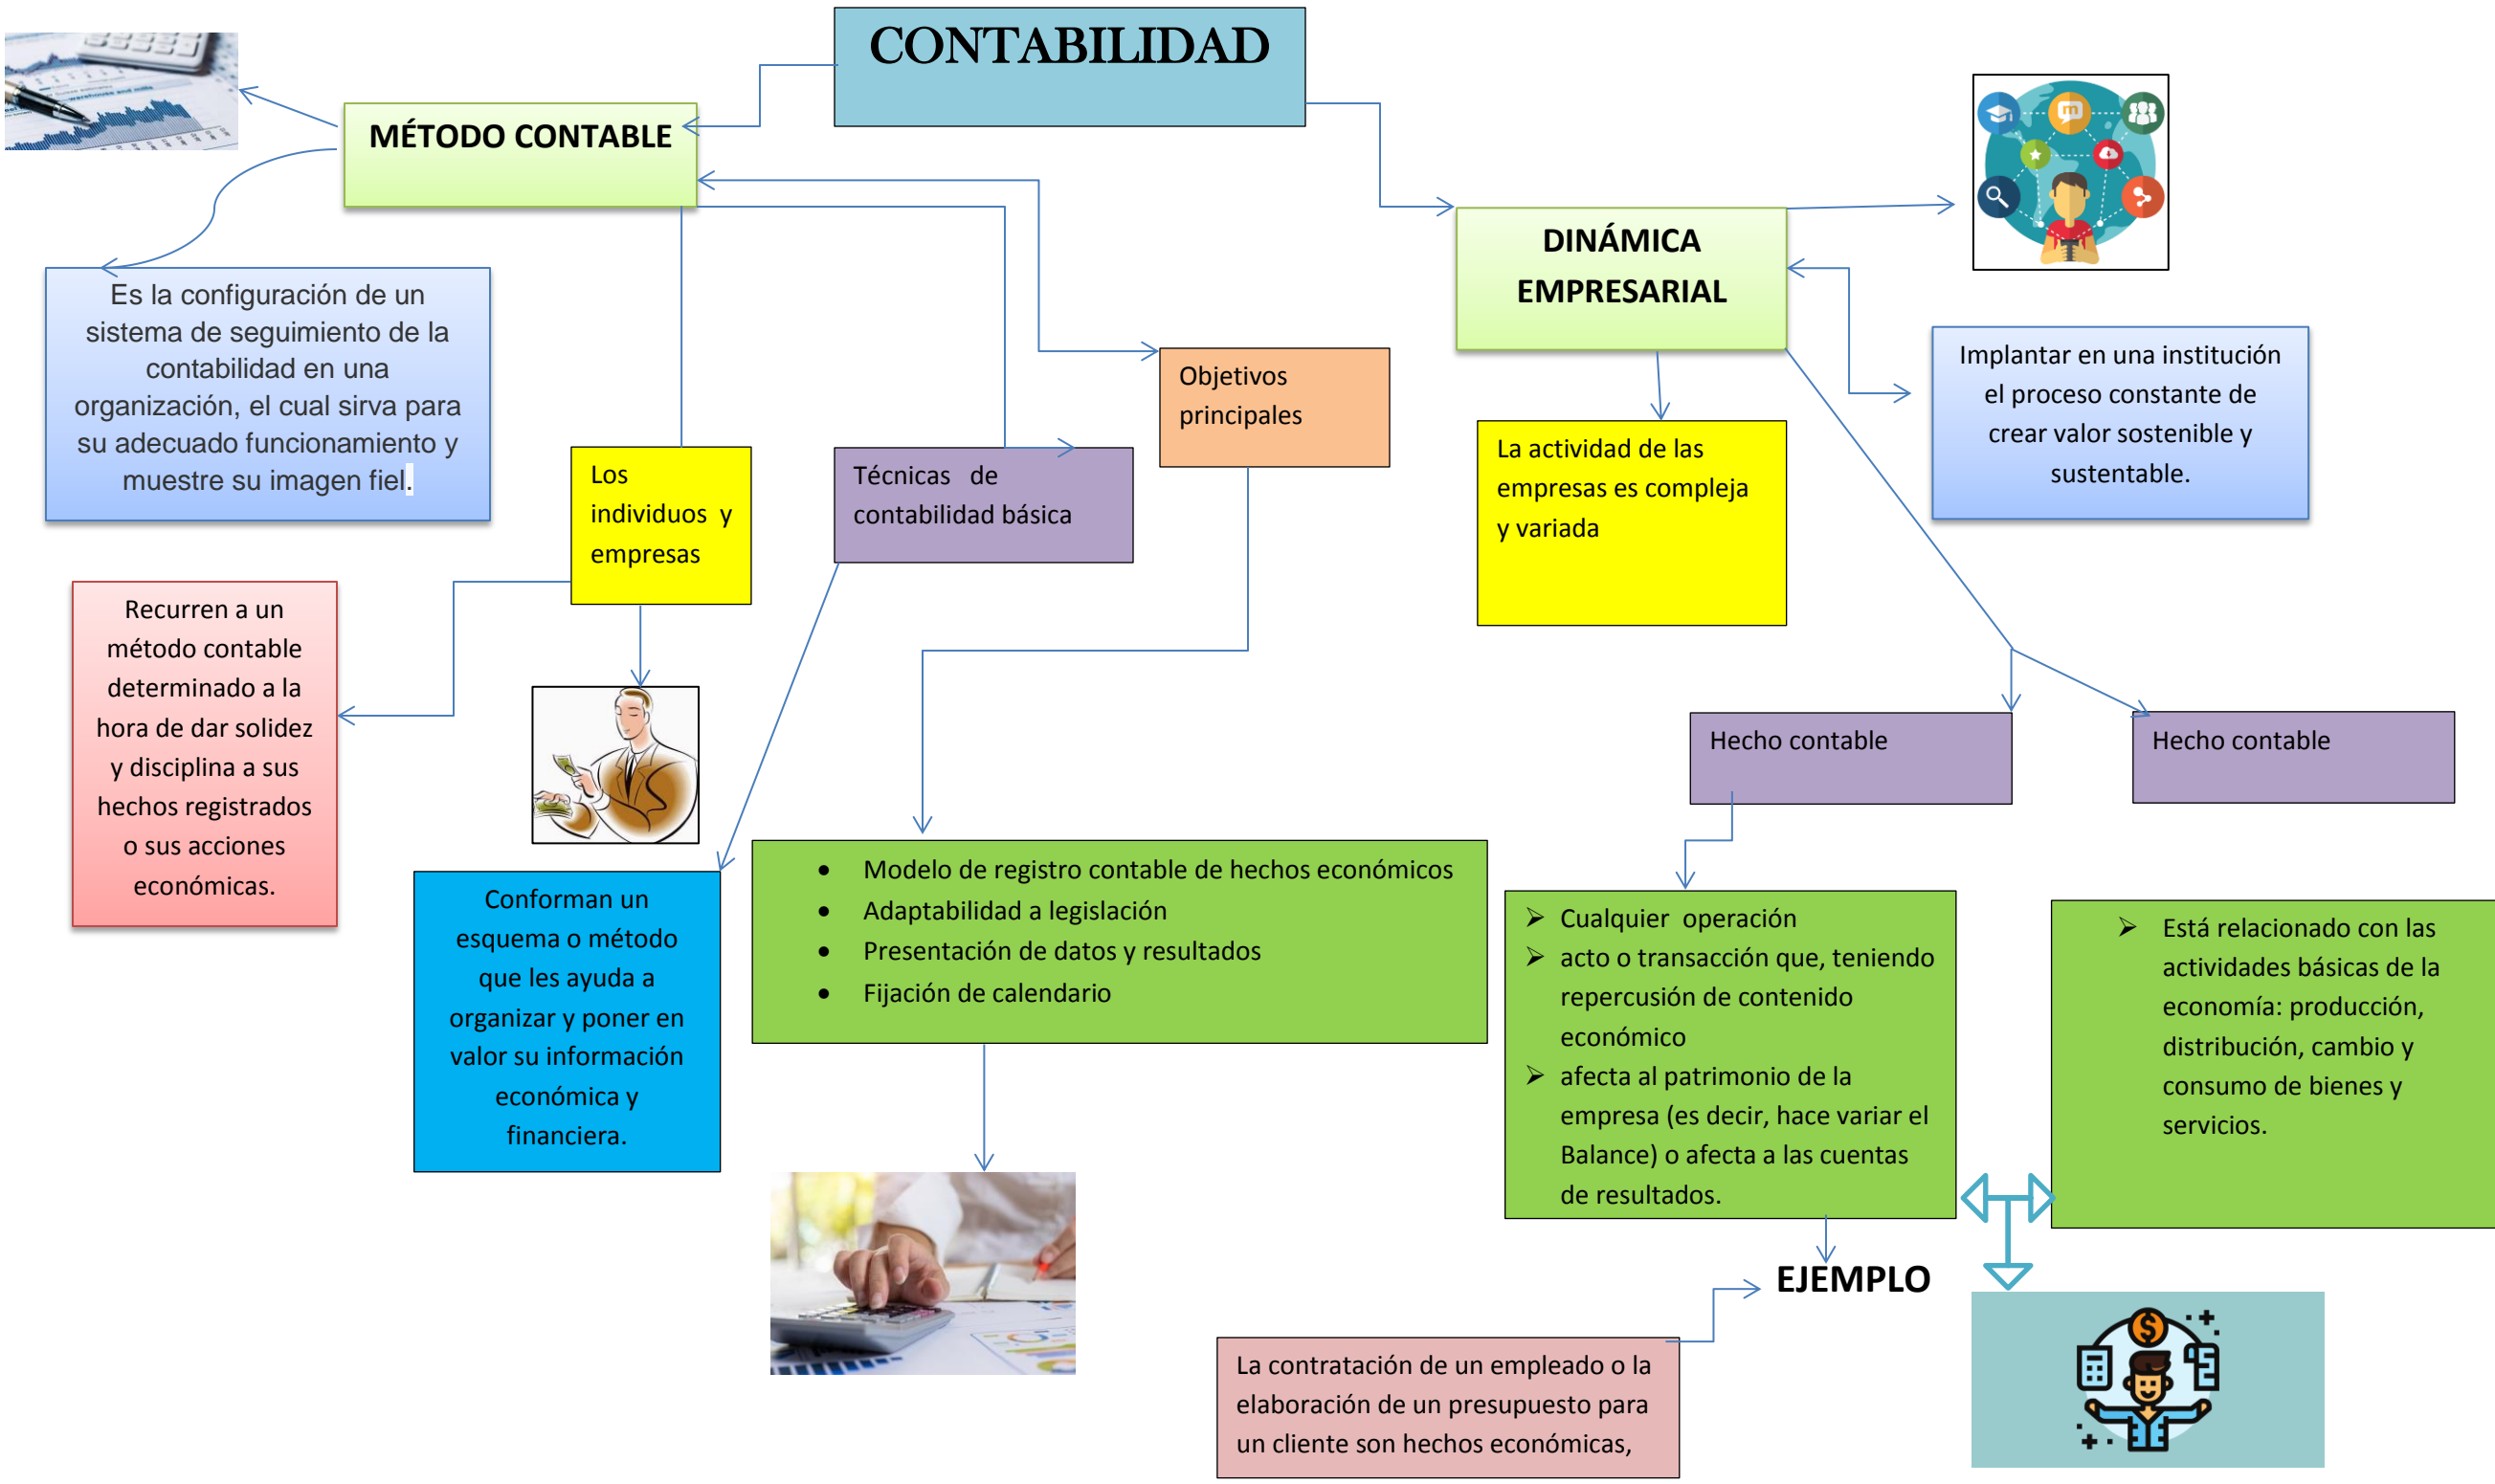 CONTABILIDAD
MÉTODO CONTABLE
Es la configuración de un
sistema de seguimiento de la
contabilidad en una
organización, el cual sirva para
su adecuado funcionamiento y
muestre su imagen fiel.
Los
individuos y
empresas
Técnicas de
contabilidad básica
Objetivos
principales
Recurren a un
método contable
determinado a la
hora de dar solidez
y disciplina a sus
hechos registrados
o sus acciones
económicas.
Conforman un
esquema o método
que les ayuda a
organizar y poner en
valor su información
económica y
financiera.
• Modelo de registro contable de hechos económicos
• Adaptabilidad a legislación
• Presentación de datos y resultados
• Fijación de calendario
DINÁMICA
EMPRESARIAL
La actividad de las
empresas es compleja
y variada
Implantar en una institución
el proceso constante de
crear valor sostenible y
sustentable.
Hecho contable
Hecho contable
➢ Cualquier operación
➢ acto o transacción que, teniendo
repercusión de contenido
económico
➢ afecta al patrimonio de la
empresa (es decir, hace variar el
Balance) o afecta a las cuentas
de resultados.
➢ Está relacionado con las
actividades básicas de la
economía: producción,
distribución, cambio y
consumo de bienes y
servicios.
EJEMPLO
La contratación de un empleado o la
elaboración de un presupuesto para
un cliente son hechos económicas,